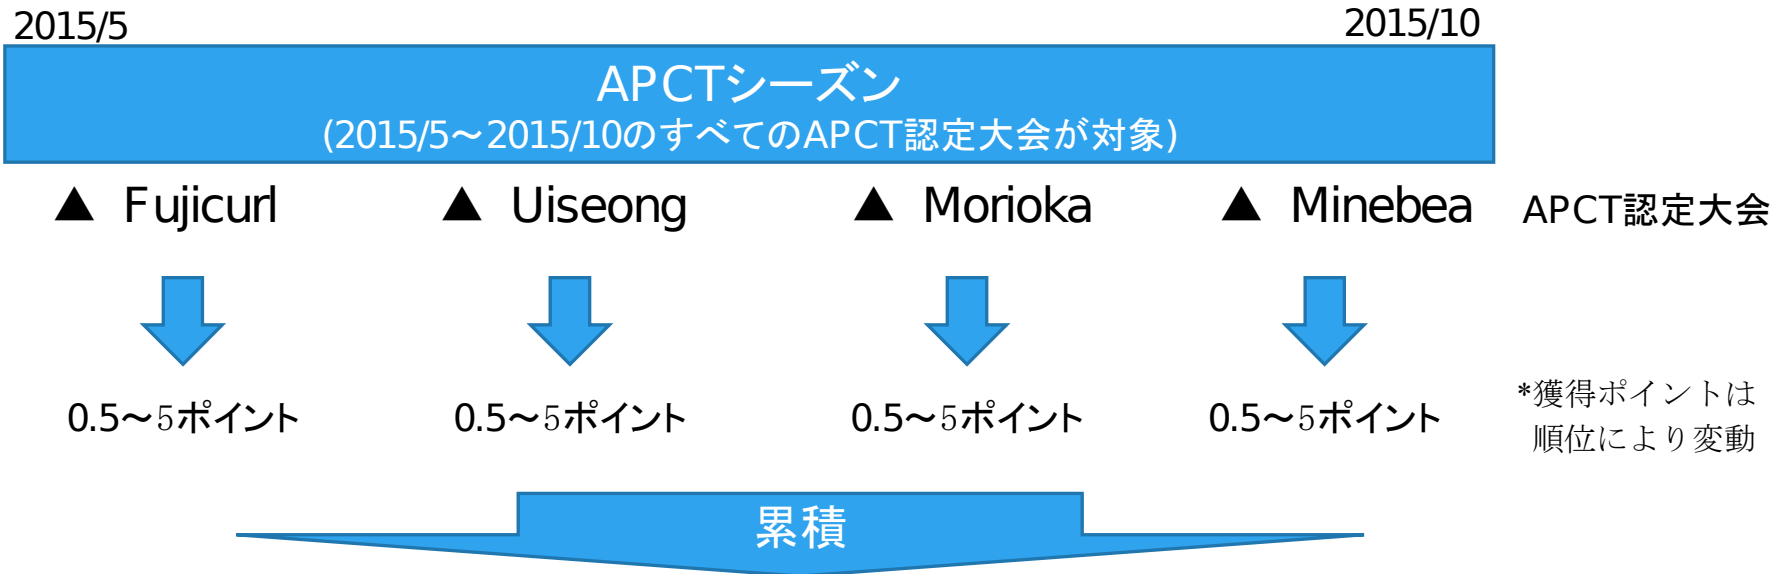 2015/5
2015/10
APCTシーズン
(2015/5～2015/10のすべてのAPCT認定大会が対象)
▲ Fujicurl ▲ Uiseong ▲ Morioka ▲ Minebea APCT認定大会
0.5～5ポイント 0.5～5ポイント 0.5～5ポイント 0.5～5ポイント
*獲得ポイントは
順位により変動
累積